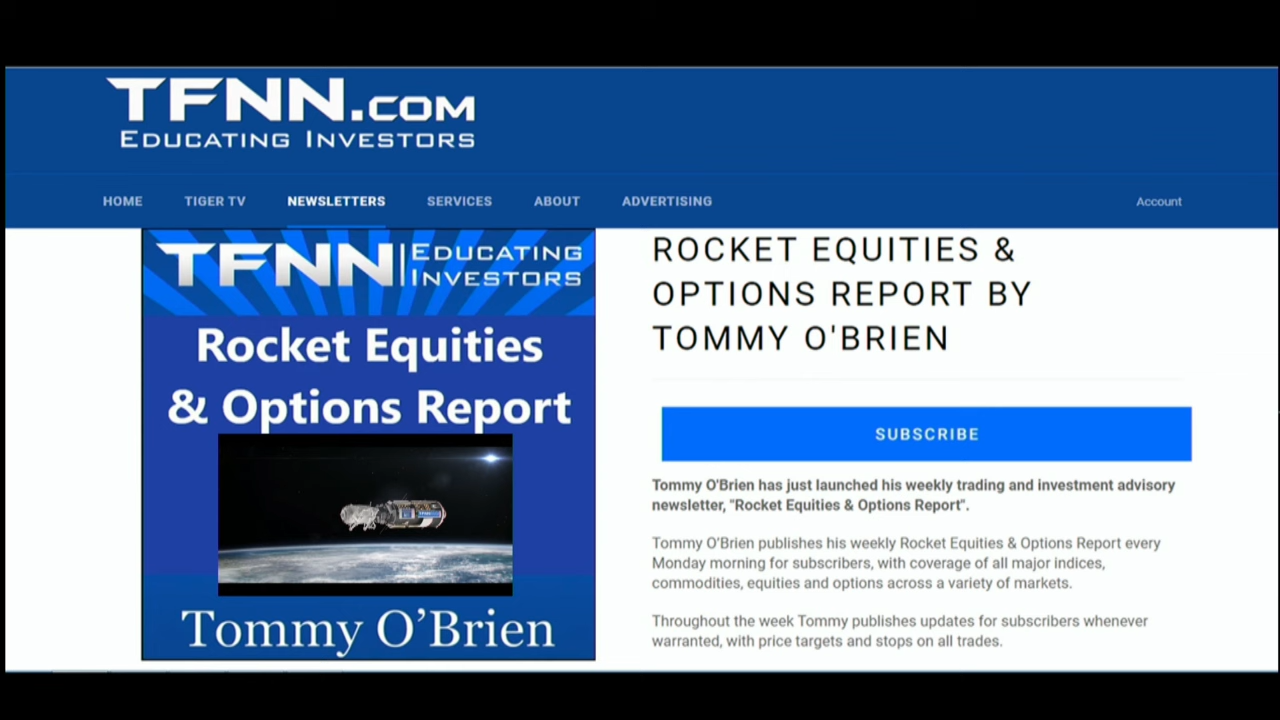 TFNN.COM
EDUCATING INVESTORS
HOME TIGER TV NEWSLETTERS SERVICES ABOUT ADVERTISING Account
TFNN EDUCATING
INVESTORS
Rocket Equities
& Options Report
Tommy O'Brien
ROCKET EQUITIES &
OPTIONS REPORT BY
TOMMY O'BRIEN
SUBSCRIBE
Tommy O'Brien has just launched his weekly trading and investment advisory
newsletter, "Rocket Equities & Options Report".
Tommy O'Brien publishes his weekly Rocket Equities & Options Report every
Monday morning for subscribers, with coverage of all major indices,
commodities, equities and options across a variety of markets.
Throughout the week Tommy publishes updates for subscribers whenever
warranted, with price targets and stops on all trades.